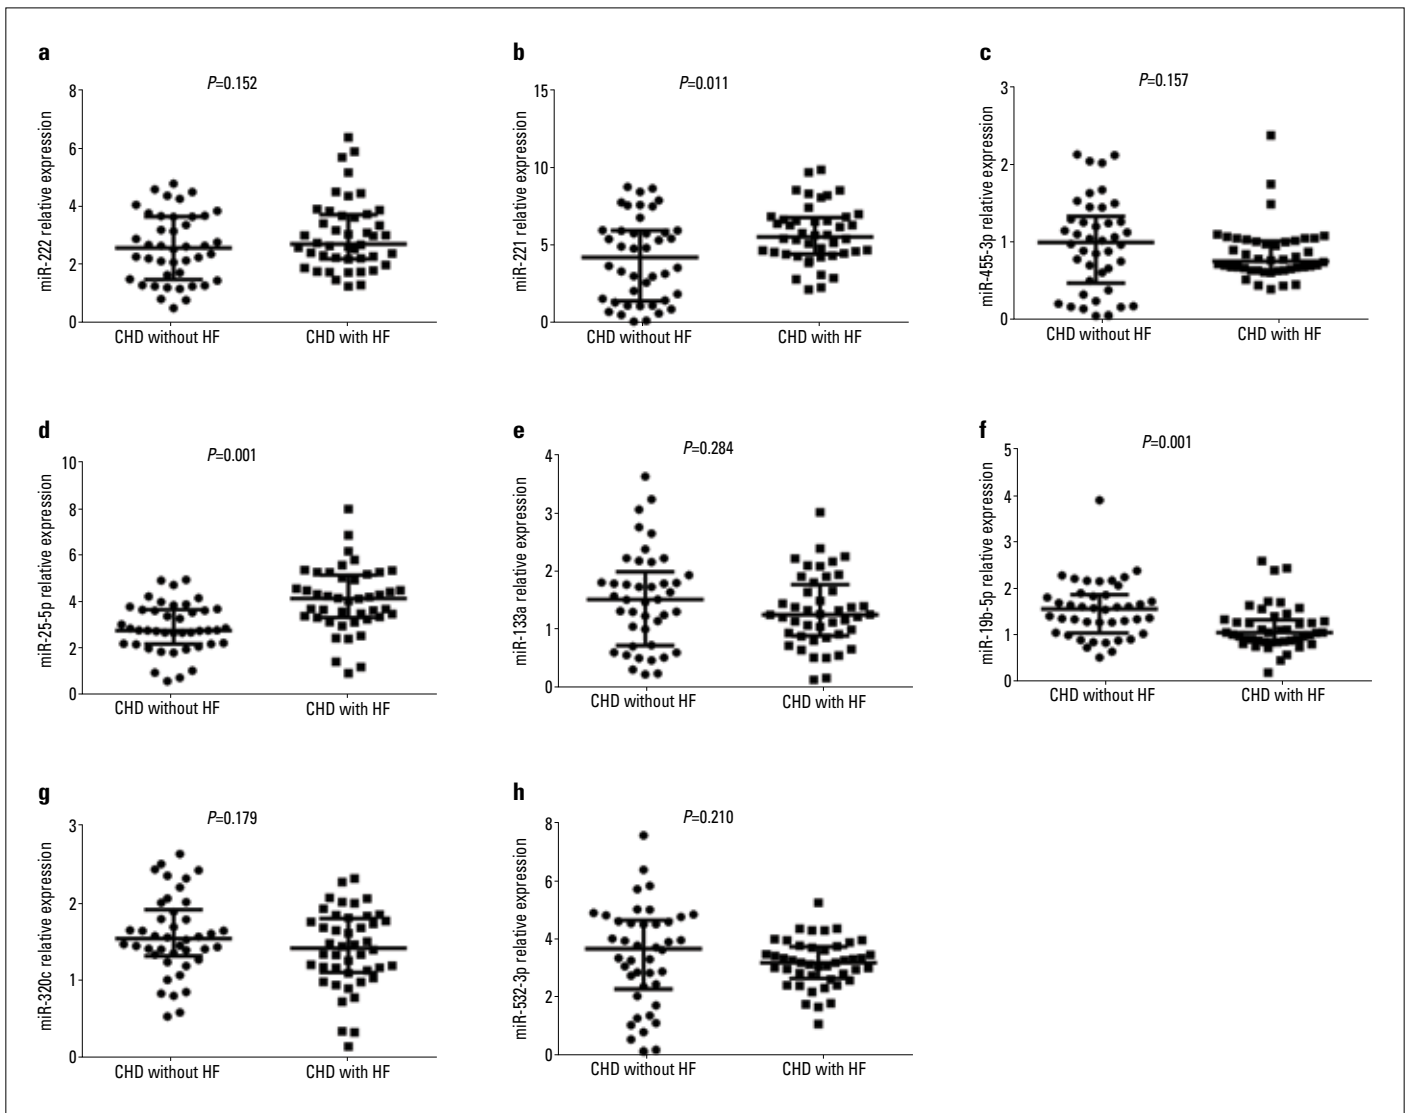 a
P=0.152
miR-222 relative expression
8
6
4
2
0
CHD without HF
CHD with HF
b
P=0.011
miR-221 relative expression
15
10
5
0
CHD without HF
CHD with HF
c
P=0.157
miR-455-3p relative expression
3
2
1
0
CHD without HF
CHD with HF
d
P=0.001
miR-25-5p relative expression
10
8
6
4
2
0
CHD without HF
CHD with HF
e
P=0.284
miR-133a relative expression
4
3
2
1
0
CHD without HF
CHD with HF
f
P=0.001
miR-19b-5p relative expression
5
4
3
2
1
0
CHD without HF
CHD with HF
g
P=0.179
miR-320c relative expression
3
2
1
0
CHD without HF
CHD with HF
h
P=0.210
miR-532-3p relative expression
8
6
4
2
0
CHD without HF
CHD with HF